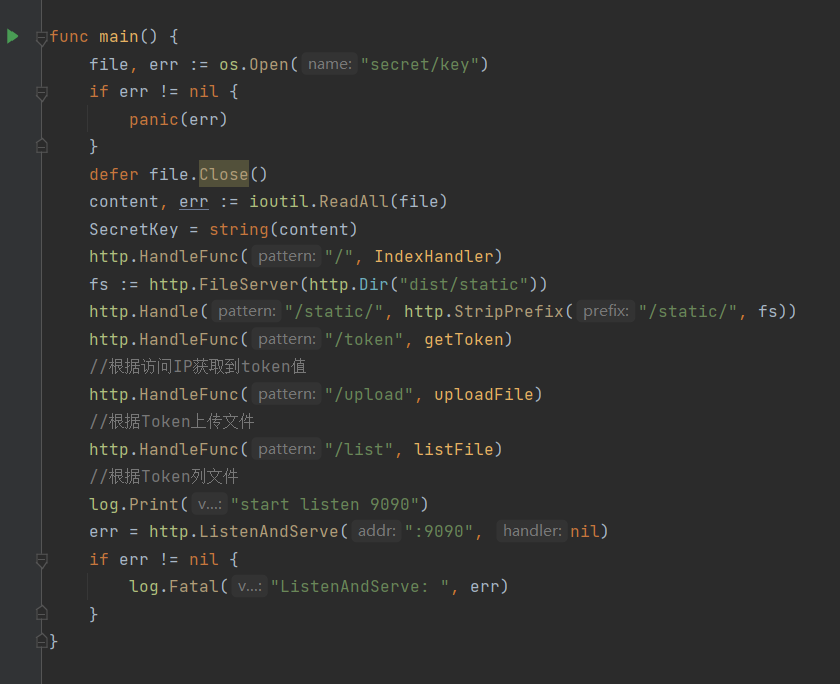 func main() {
file, err := os.Open( name: "secret/key")
if err != nil {
panic(err)
}
defer file.Close()
content, err := ioutil.ReadAll(file)
SecretKey = string(content)
http.HandleFunc( pattern: "/", IndexHandler)
fs := http.FileServer(http.Dir("dist/static"))
http.Handle( pattern: "/static/", http.StripPrefix( prefix: "/static/", fs))
http.HandleFunc( pattern: "/token", getToken)
//根据访问IP获取到token值
http.HandleFunc( pattern: "/upload", uploadFile)
//根据Token上传文件
http.HandleFunc( pattern: "/list", listFile)
//根据Token列文件
log.Print( v...: "start listen 9090")
err = http.ListenAndServe( addr: ":9090", handler: nil)
if err != nil {
log.Fatal( v...: "ListenAndServe: ", err)
}
}